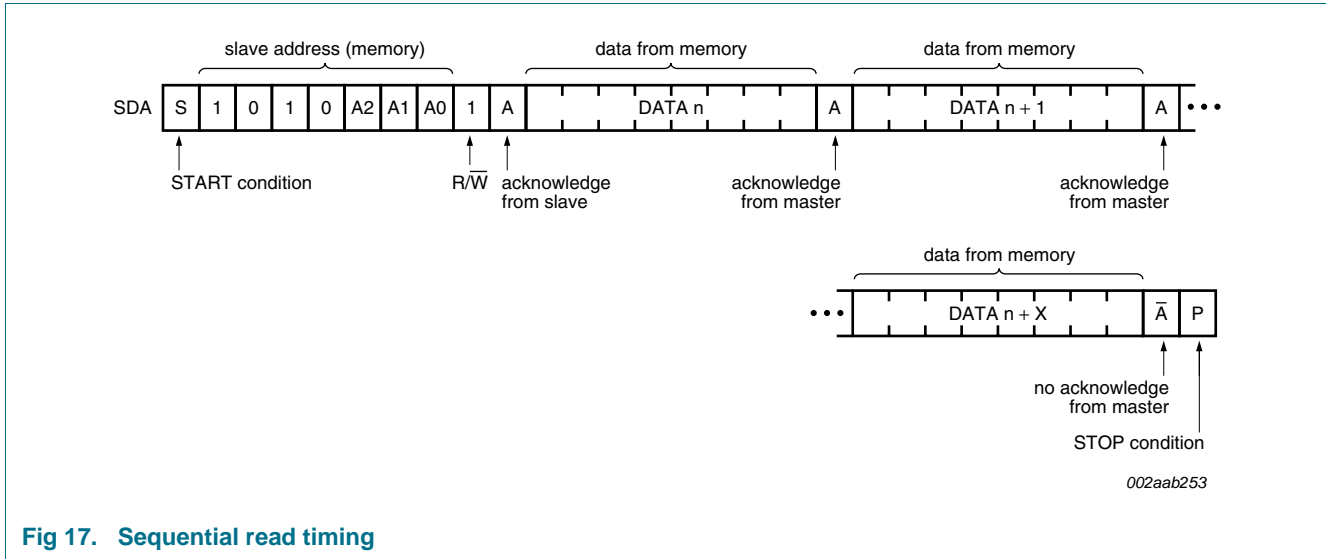 slave address (memory) data from memory data from memory
SDA S 1 0 1 0 A2 A1 A0 1 A DATA n A DATA n + 1 A •••
START condition R/W̅ acknowledge from slave acknowledge from master acknowledge from master
data from memory
••• DATA n + X A̅ P
no acknowledge
from master
STOP condition
002aab253
Fig 17. Sequential read timing